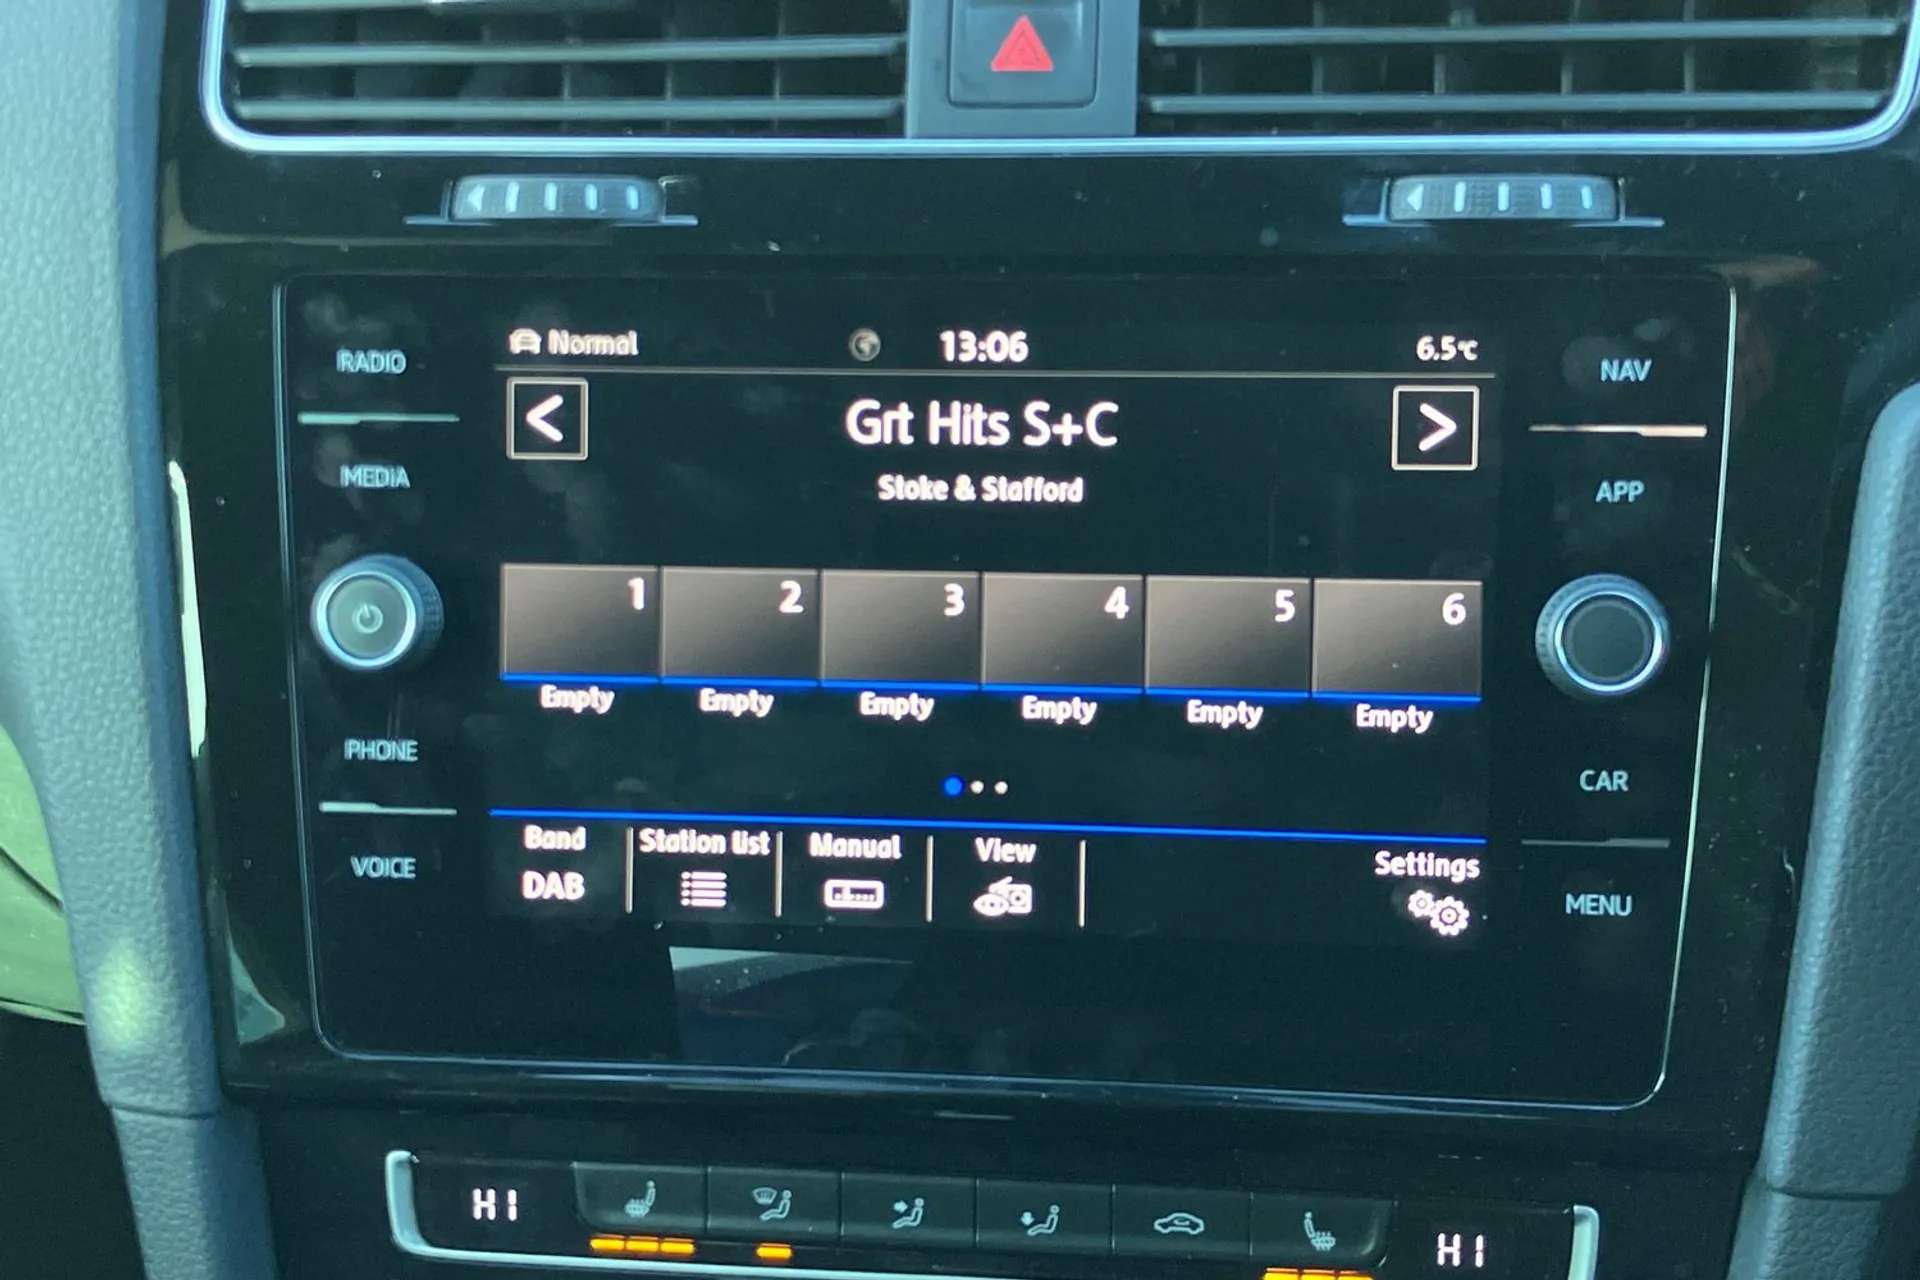 Normal 13:06 6.5°C
RADIO
NAV
< Grt Hits S+C >
MEDIA
Stoke & Stafford
APP
1 2 3 4 5 6
Empty Empty Empty Empty Empty Empty
PHONE
CAR
Band Station list Manual View Settings
VOICE
DAB
MENU
HI HI